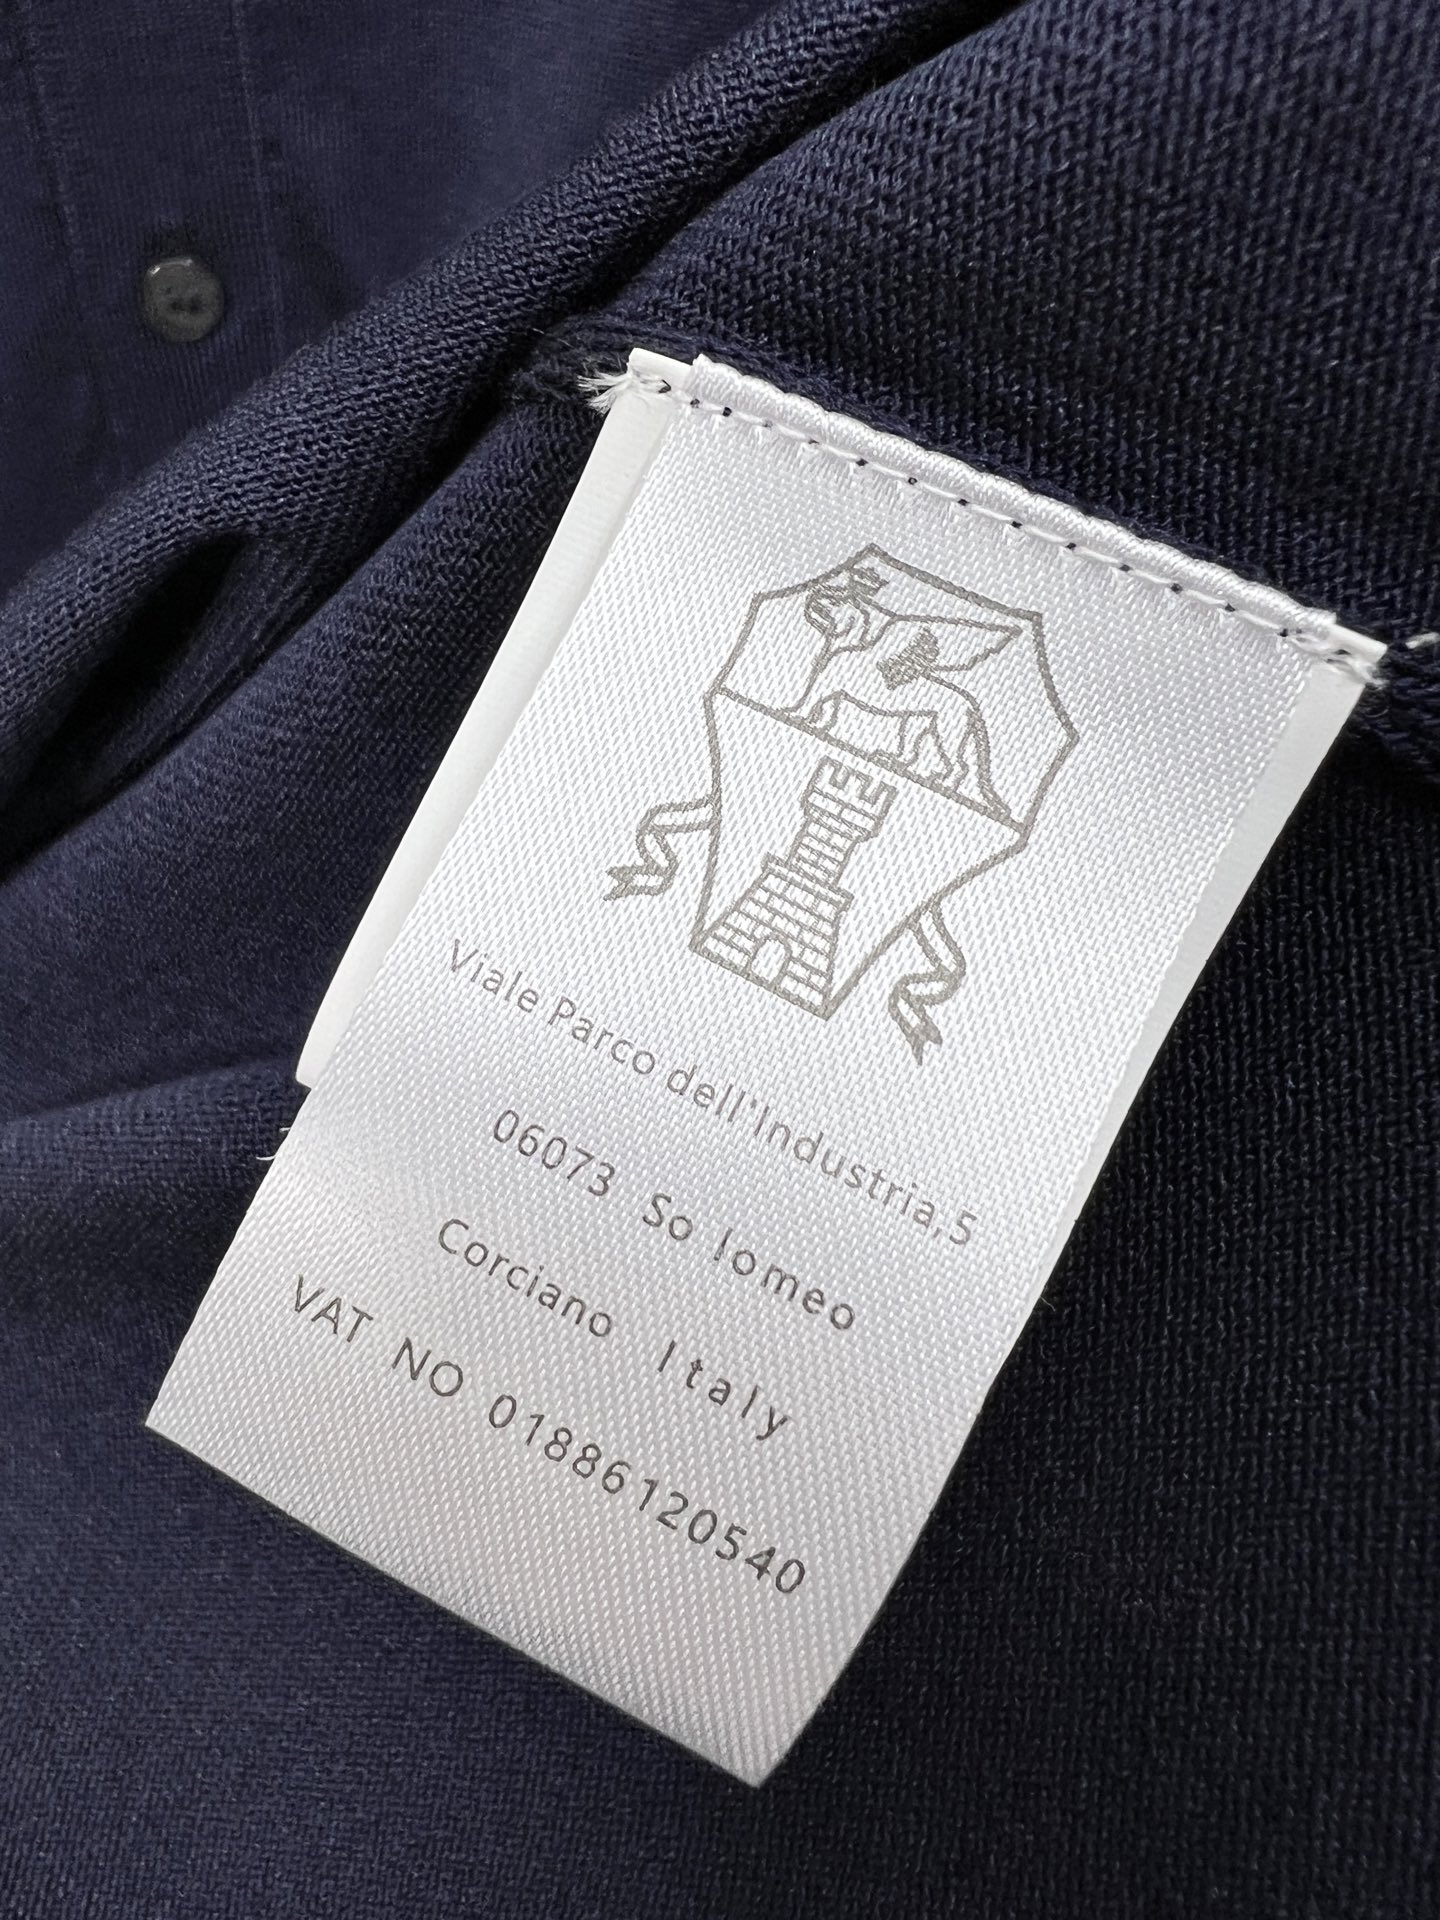 Viale Parco dell'Industria,5
06073 So lomeo
Corciano Italy
VAT NO 01886120540